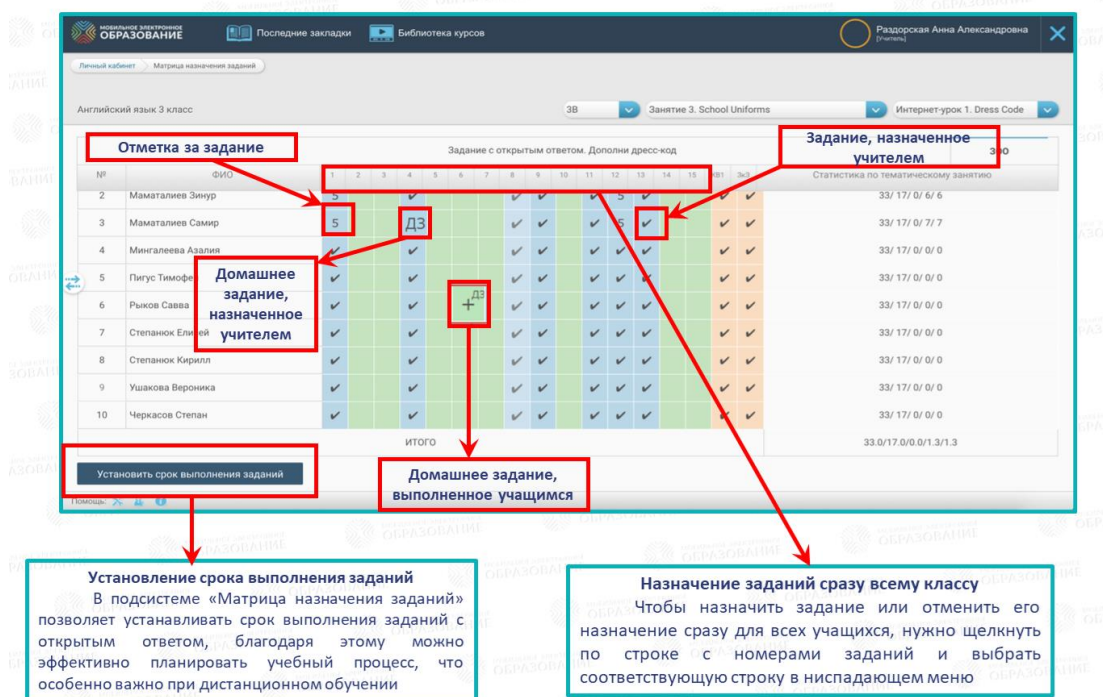 МОБИЛЬНОЕ ЭЛЕКТРОННОЕ
ОБРАЗОВАНИЕ
Последние закладки
Библиотека курсов
Раздорская Анна Александровна
[Учитель]
Личный кабинет
Матрица назначения заданий
Английский язык 3 класс
3В
Занятие 3. School Uniforms
Интернет-урок 1. Dress Code
Отметка за задание
Задание с открытым ответом. Дополни дресс-код
Задание, назначенное
учителем
№ ФИО 1 2 3 4 5 6 7 8 9 10 11 12 13 14 15 Статистика по тематическому занятию
2 Маматалиев Зинур 5 ✔ ✔ ✔ ✔ 5 ✔ ✔ ✔ 33/ 17/ 0/ 6/ 6
3 Маматалиев Самир 5 ДЗ ✔ ✔ ✔ 5 ✔ ✔ ✔ 33/ 17/ 0/ 7/ 7
4 Мингалеева Азалия ✔ ✔ ✔ ✔ ✔ ✔ ✔ ✔ ✔ 33/ 17/ 0/ 0/ 0
5 Пигус ✔ ✔ ✔ ✔ ✔ ✔ ✔ ✔ ✔ 33/ 17/ 0/ 0/ 0
6 Рыков Савва ✔ ✔ + ДЗ ✔ ✔ ✔ ✔ ✔ ✔ ✔ 33/ 17/ 0/ 0/ 0
7 Степанюк ✔ ✔ ✔ ✔ ✔ ✔ ✔ ✔ ✔ 33/ 17/ 0/ 0/ 0
8 Степанюк Кирилл ✔ ✔ ✔ ✔ ✔ ✔ ✔ ✔ ✔ 33/ 17/ 0/ 0/ 0
9 Ушакова Вероника ✔ ✔ ✔ ✔ ✔ ✔ ✔ ✔ ✔ 33/ 17/ 0/ 0/ 0
10 Черкасов Степан ✔ ✔ ✔ ✔ ✔ ✔ ✔ ✔ ✔ 33/ 17/ 0/ 0/ 0
Домашнее
задание,
назначенное
учителем
ИТОГО 33.0/17.0/0.0/1.3/1.3
Установить срок выполнения заданий
Домашнее задание,
выполненное учащимся
Помощь:
Установление срока выполнения заданий
В подсистеме «Матрица назначения заданий»
позволяет устанавливать срок выполнения заданий с
открытым ответом, благодаря этому можно
эффективно планировать учебный процесс, что
особенно важно при дистанционном обучении
Назначение заданий сразу всему классу
Чтобы назначить задание или отменить его
назначение сразу для всех учащихся, нужно щелкнуть
по строке с номерами заданий и выбрать
соответствующую строку в ниспадающем меню